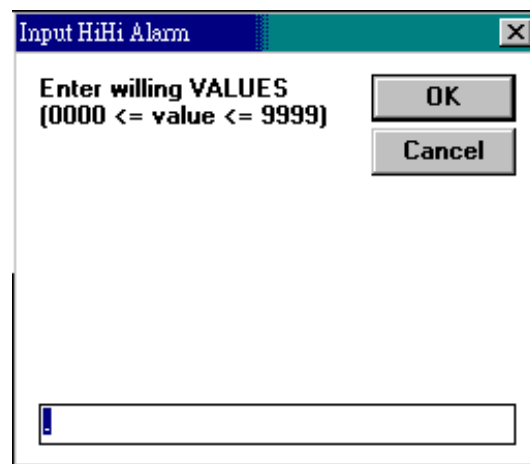 Input HiHi Alarm
Enter willing VALUES
(0000 <= value <= 9999)
OK
Cancel
.